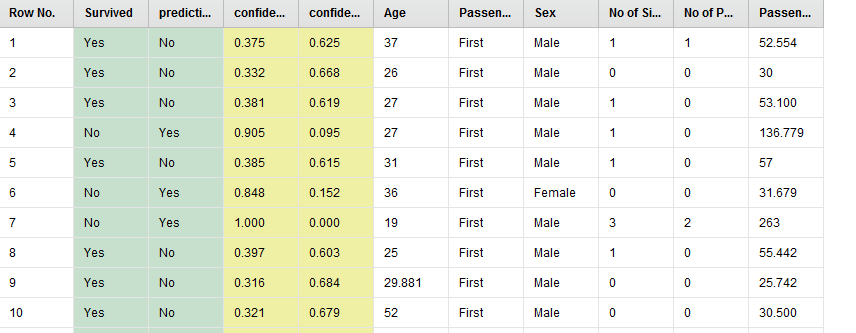 Row No. Survived predicti... confide... confide... Age Passen... Sex No of Si... No of P... Passen...
1 Yes No 0.375 0.625 37 First Male 1 1 52.554
2 Yes No 0.332 0.668 26 First Male 0 0 30
3 Yes No 0.381 0.619 27 First Male 1 0 53.100
4 No Yes 0.905 0.095 27 First Male 1 0 136.779
5 Yes No 0.385 0.615 31 First Male 1 0 57
6 No Yes 0.848 0.152 36 First Female 0 0 31.679
7 No Yes 1.000 0.000 19 First Male 3 2 263
8 Yes No 0.397 0.603 25 First Male 1 0 55.442
9 Yes No 0.316 0.684 29.881 First Male 0 0 25.742
10 Yes No 0.321 0.679 52 First Male 0 0 30.500